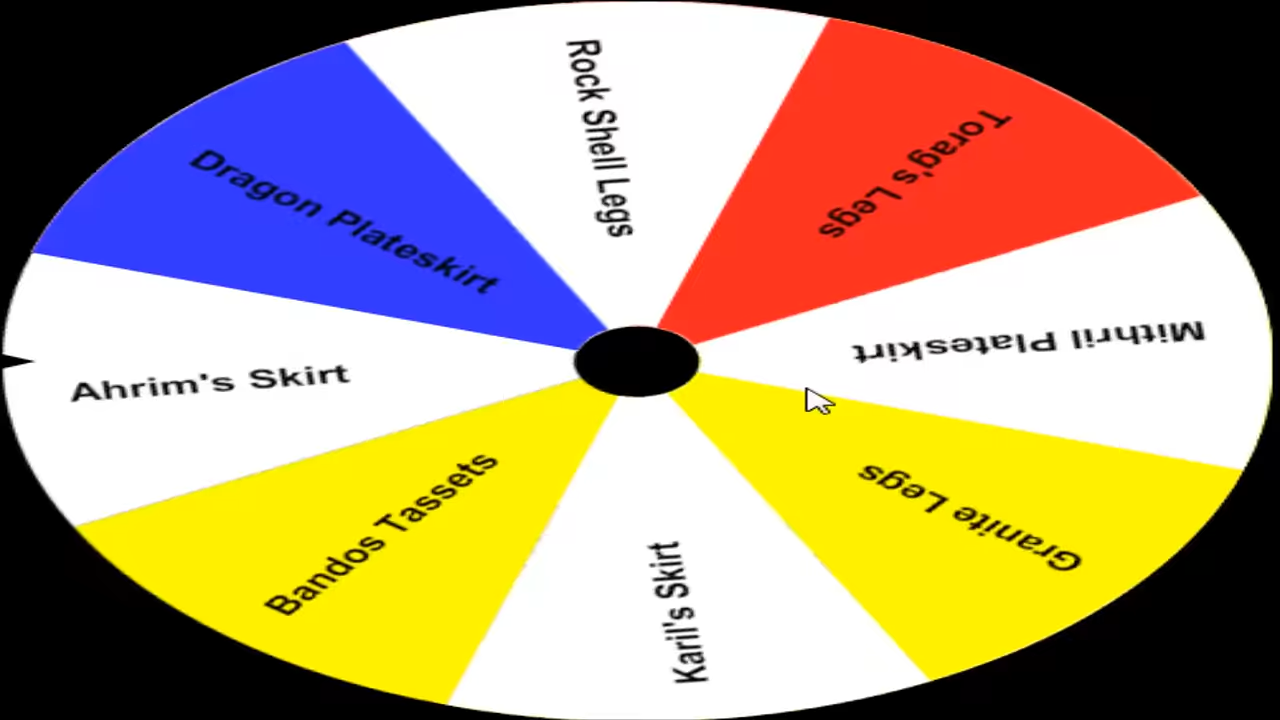 Rock Shell Legs
Torag's Legs
Dragon Plateskirt
Mithril Plateskirt
Ahrim's Skirt
Granite Legs
Bandos Tassets
Karil's Skirt